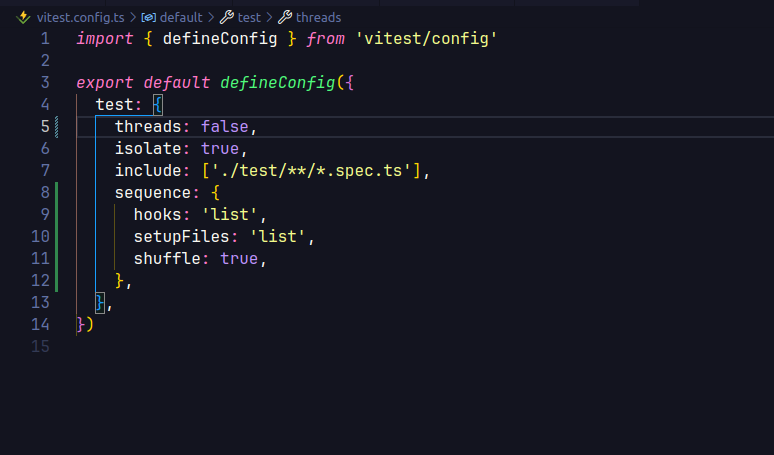 vitest.config.ts > default > test > threads
1 import { defineConfig } from 'vitest/config'
2
3 export default defineConfig({
4   test: {
5     threads: false,
6     isolate: true,
7     include: ['./test/**/*.spec.ts'],
8     sequence: {
9       hooks: 'list',
10       setupFiles: 'list',
11       shuffle: true,
12     },
13   },
14 })
15